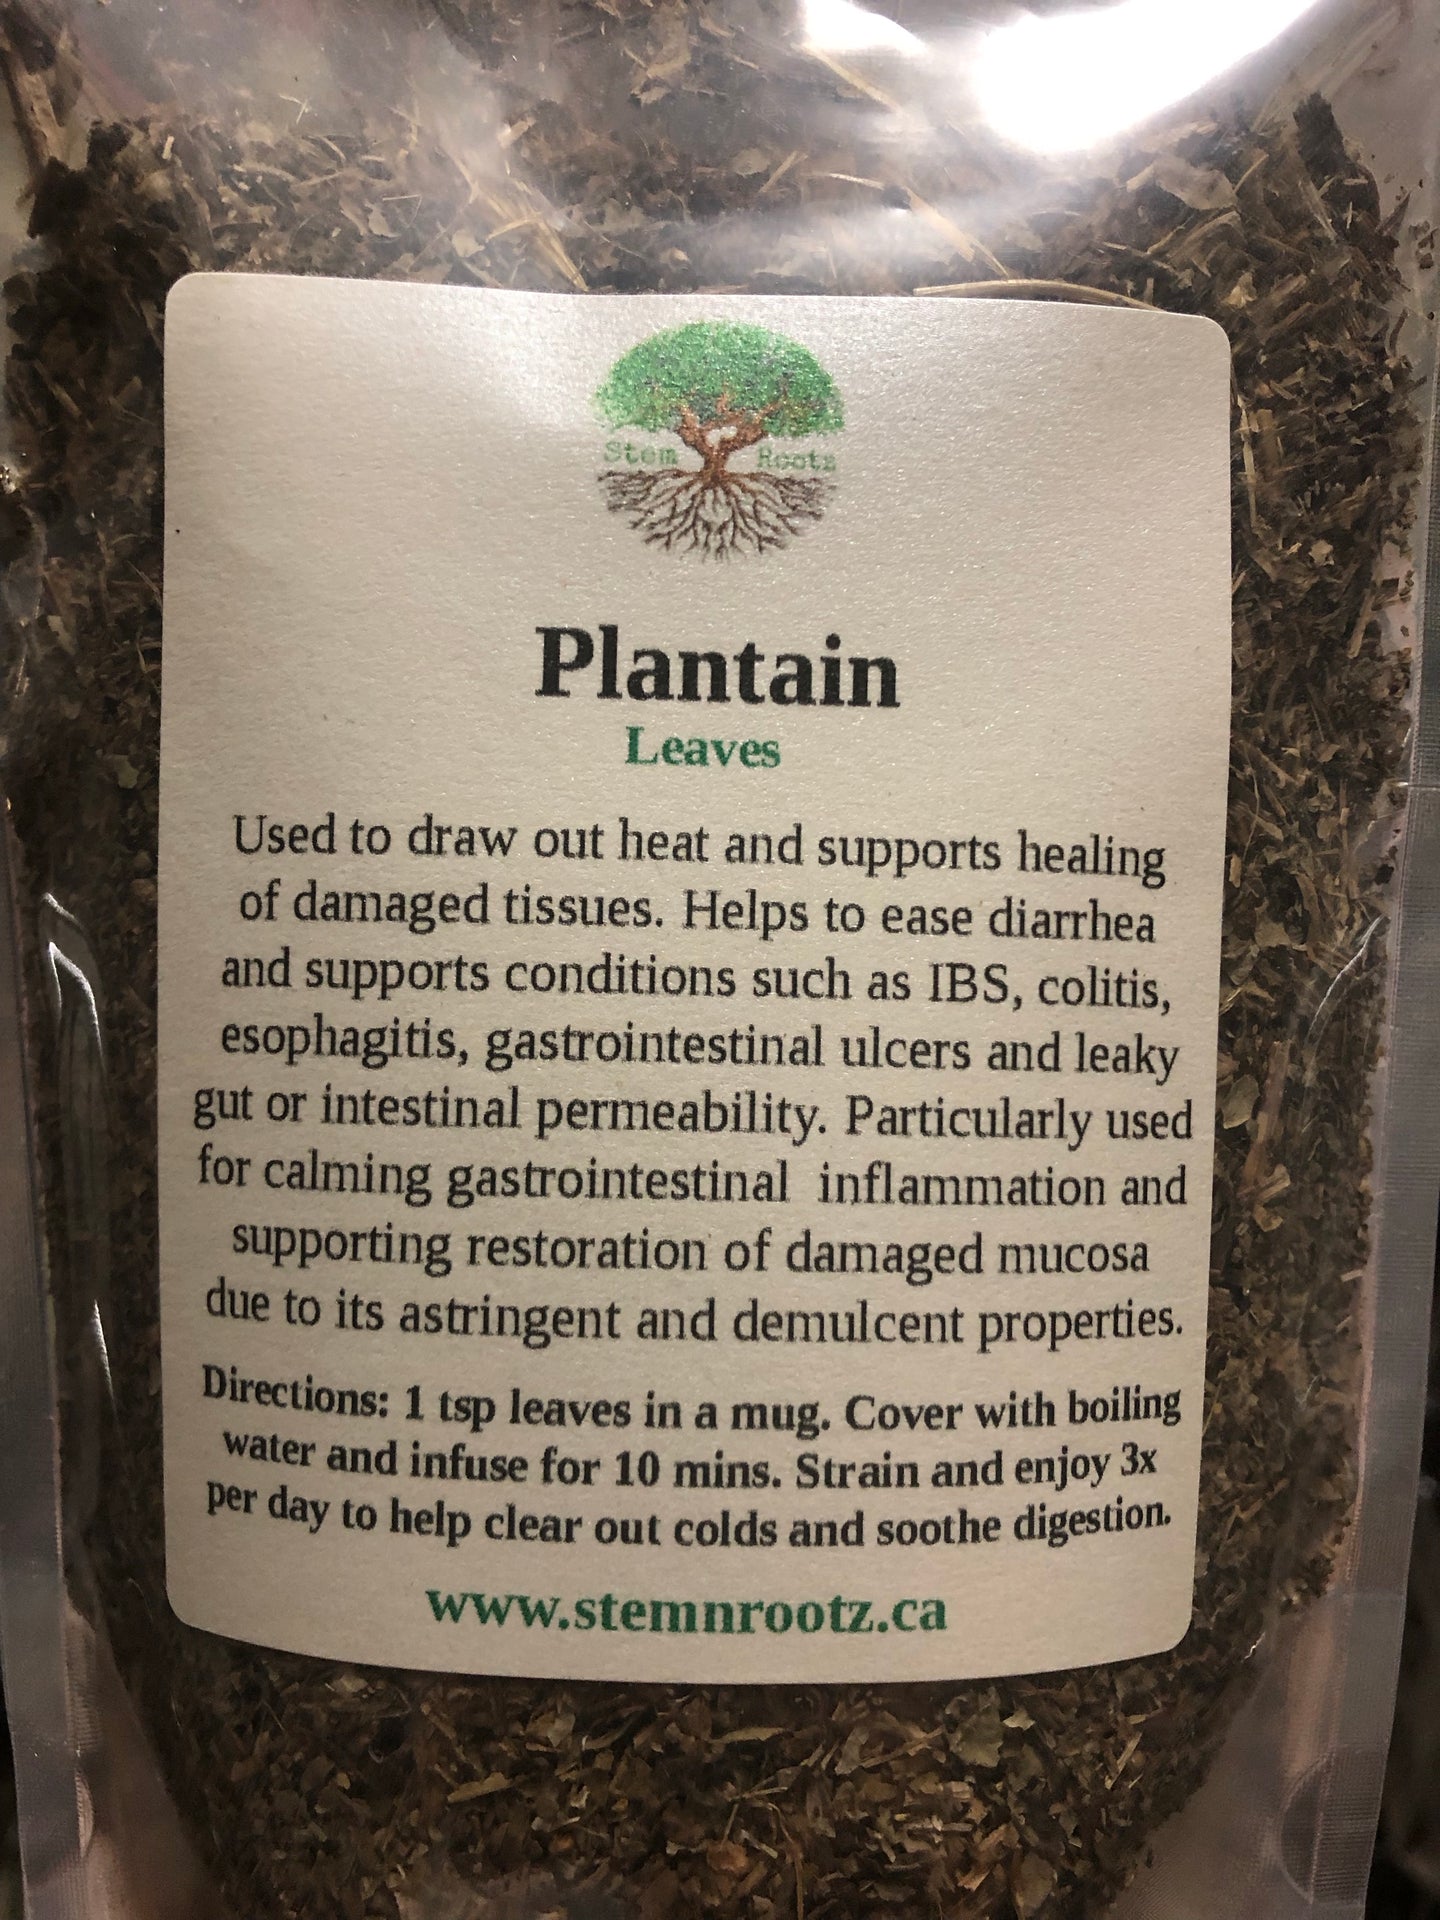 Stem Rootz
Plantain
Leaves
Used to draw out heat and supports healing
of damaged tissues. Helps to ease diarrhea
and supports conditions such as IBS, colitis,
esophagitis, gastrointestinal ulcers and leaky
gut or intestinal permeability. Particularly used
for calming gastrointestinal inflammation and
supporting restoration of damaged mucosa
due to its astringent and demulcent properties.
Directions: 1 tsp leaves in a mug. Cover with boiling
water and infuse for 10 mins. Strain and enjoy 3x
per day to help clear out colds and soothe digestion.
www.stemnrootz.ca